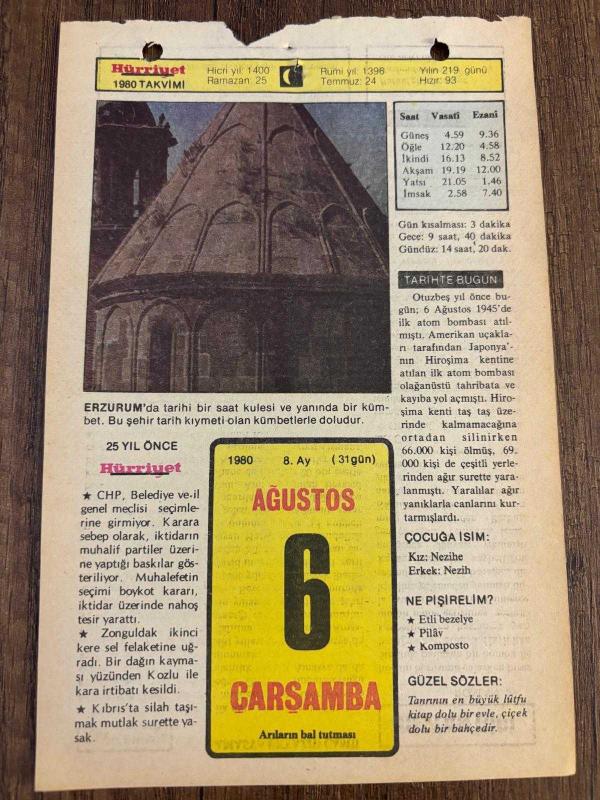 Hürriyet
1980 TAKVİMİ
Hicri yıl: 1400
Ramazan: 25
Rumi yıl: 1396
Temmuz: 24
Yılın 219. günü
Hızır: 93
Saat Vasatî Ezanî
Güneş 4.59 9.36
Öğle 12.20 4.58
İkindi 16.13 8.52
Akşam 19.19 12.00
Yatsı 21.05 1.46
İmsak 2.58 7.40
Gün kısalması: 3 dakika
Gece: 9 saat, 40 dakika
Gündüz: 14 saat, 20 dak.
ERZURUM'da tarihi bir saat kulesi ve yanında bir küm-
bet. Bu şehir tarih kıymeti olan kümbetlerle doludur.
25 YIL ÖNCE
Hürriyet
★ CHP, Belediye ve il
genel meclisi seçimle-
rine girmiyor. Karara
sebep olarak, iktidarın
muhalif partiler üzeri-
ne yaptığı baskılar gös-
teriliyor. Muhalefetin
seçimi boykot kararı,
iktidar üzerinde nahoş
tesir yarattı.
★ Zonguldak ikinci
kere sel felaketine uğ-
radı. Bir dağın kayma-
sı yüzünden Kozlu ile
kara irtibatı kesildi.
★ Kıbrıs'ta silah taşı-
mak mutlak surette ya-
sak.
1980 8. Ay (31 gün)
AĞUSTOS
6
ÇARŞAMBA
Arıların bal tutması
TARİHTE BUGÜN
Otuzbeş yıl önce bu-
gün; 6 Ağustos 1945'de
ilk atom bombası atıl-
mıştı. Amerikan uçakla-
rı tarafından Japonya'-
nın Hiroşima kentine
atılan ilk atom bombası
olağanüstü tahribata ve
kayıba yol açmıştı. Hiro-
şima kenti taş taş üze-
rinde kalmamacağına
ortadan silinirken
66.000 kişi ölmüş, 69.
000 kişi de çeşitli yerle-
rinden ağır surette yara-
lanmıştı. Yaralılar ağır
yanıklarla canlarını kur-
tarmışlardı.
ÇOCUĞA İSİM:
Kız: Nezihe
Erkek: Nezih
NE PİŞİRELİM?
★ Etli bezelye
★ Pilâv
★ Komposto
GÜZEL SÖZLER:
Tanrının en büyük lûtfu
kitap dolu bir evle, çiçek
dolu bir bahçedir.